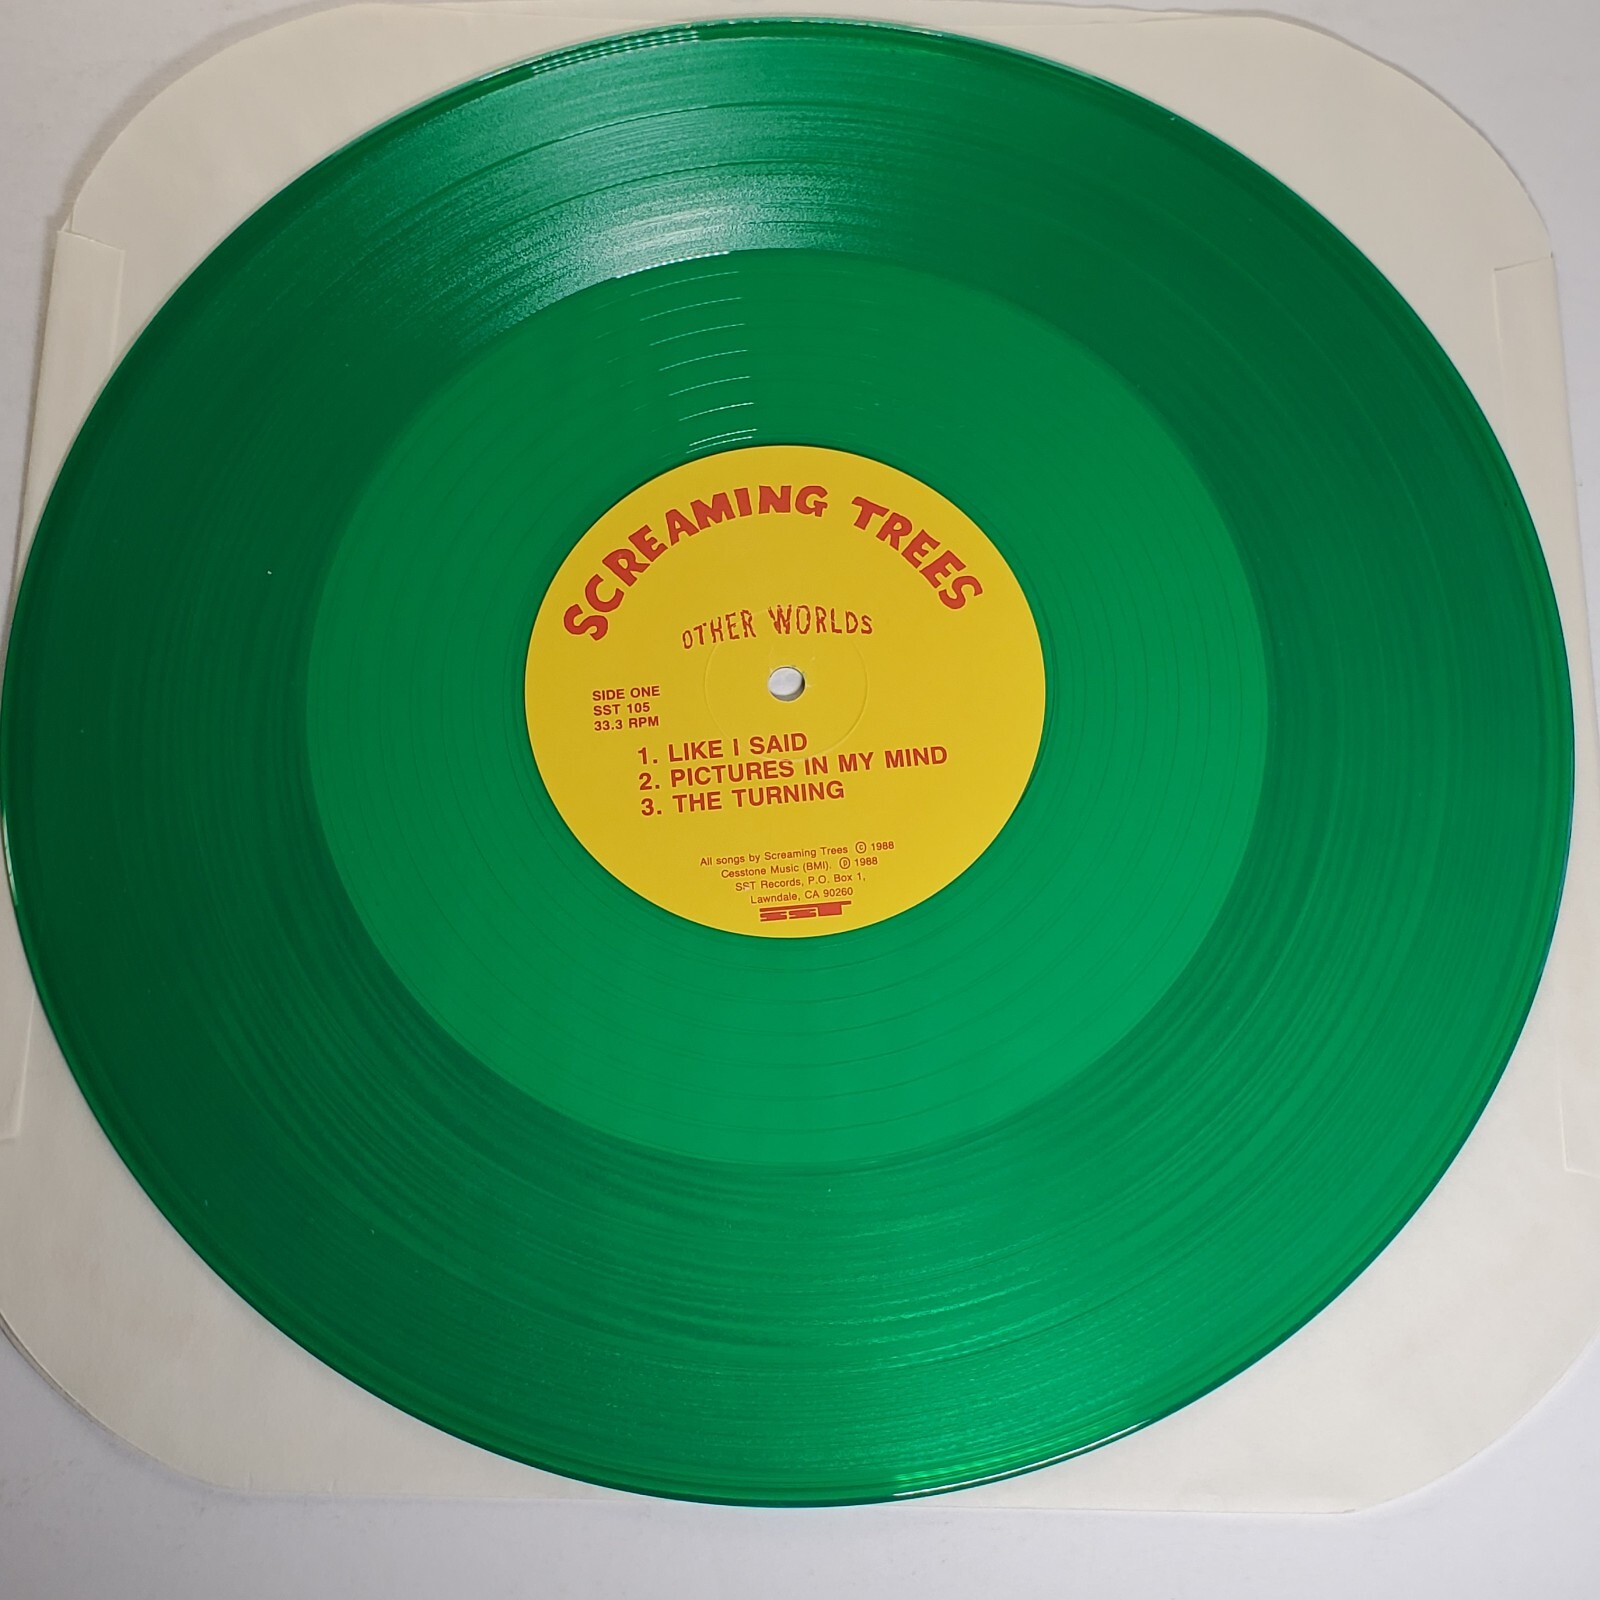 SCREAMING TREES
OTHER WORLDS
SIDE ONE
SST 105
33.3 RPM
1. LIKE I SAID
2. PICTURES IN MY MIND
3. THE TURNING
All songs by Screaming Trees © 1988
Cesstone Music (BMI). ℗ 1988
SST Records, P.O. Box 1,
Lawndale, CA 90260
SST